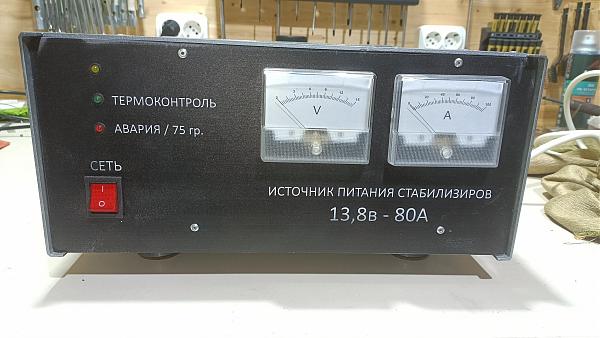 ТЕРМОКОНТРОЛЬ
АВАРИЯ / 75 гр.
СЕТЬ
I
O
V
A
ИСТОЧНИК ПИТАНИЯ СТАБИЛИЗИРОВ
13,8в - 80А